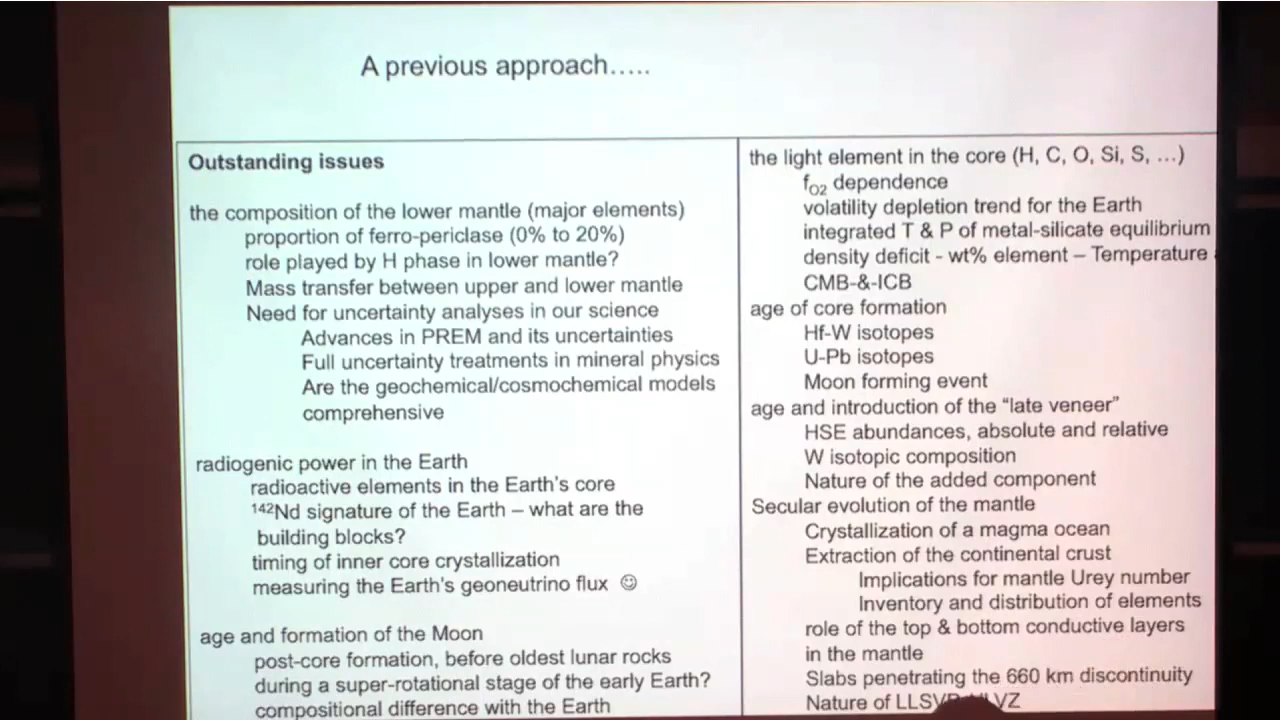 A previous approach.....
Outstanding issues
the composition of the lower mantle (major elements)
proportion of ferro-periclase (0% to 20%)
role played by H phase in lower mantle?
Mass transfer between upper and lower mantle
Need for uncertainty analyses in our science
Advances in PREM and its uncertainties
Full uncertainty treatments in mineral physics
Are the geochemical/cosmochemical models
comprehensive
radiogenic power in the Earth
radioactive elements in the Earth's core
¹⁴²Nd signature of the Earth – what are the
building blocks?
timing of inner core crystallization
measuring the Earth's geoneutrino flux ☺
age and formation of the Moon
post-core formation, before oldest lunar rocks
during a super-rotational stage of the early Earth?
compositional difference with the Earth
the light element in the core (H, C, O, Si, S, ...)
fO2 dependence
volatility depletion trend for the Earth
integrated T & P of metal-silicate equilibrium
density deficit - wt% element – Temperature
CMB-&-ICB
age of core formation
Hf-W isotopes
U-Pb isotopes
Moon forming event
age and introduction of the “late veneer”
HSE abundances, absolute and relative
W isotopic composition
Nature of the added component
Secular evolution of the mantle
Crystallization of a magma ocean
Extraction of the continental crust
Implications for mantle Urey number
Inventory and distribution of elements
role of the top & bottom conductive layers
in the mantle
Slabs penetrating the 660 km discontinuity
Nature of